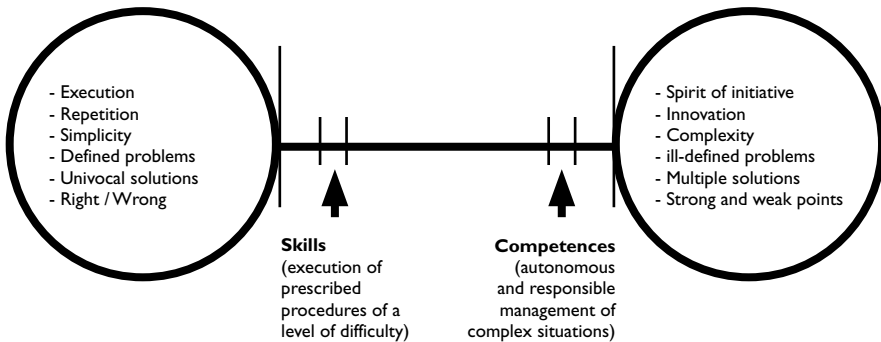 - Execution
- Repetition
- Simplicity
- Defined problems
- Univocal solutions
- Right / Wrong
- Spirit of initiative
- Innovation
- Complexity
- ill-defined problems
- Multiple solutions
- Strong and weak points
Skills
(execution of
prescribed
procedures of a
level of difficulty)
Competences
(autonomous
and responsible
management of
complex situations)